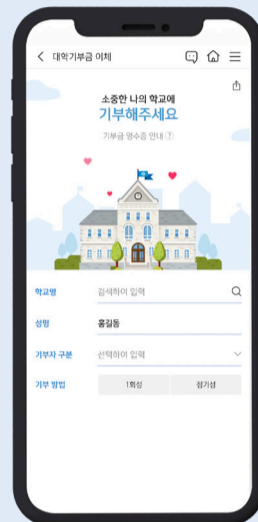 대학기부금 이체
소중한 나의 학교에
기부해주세요
기부금 영수증 안내 ?
학교명 검색하여 입력
성명 홍길동
기부자 구분 선택하여 입력
기부 방법 1회성 정기성